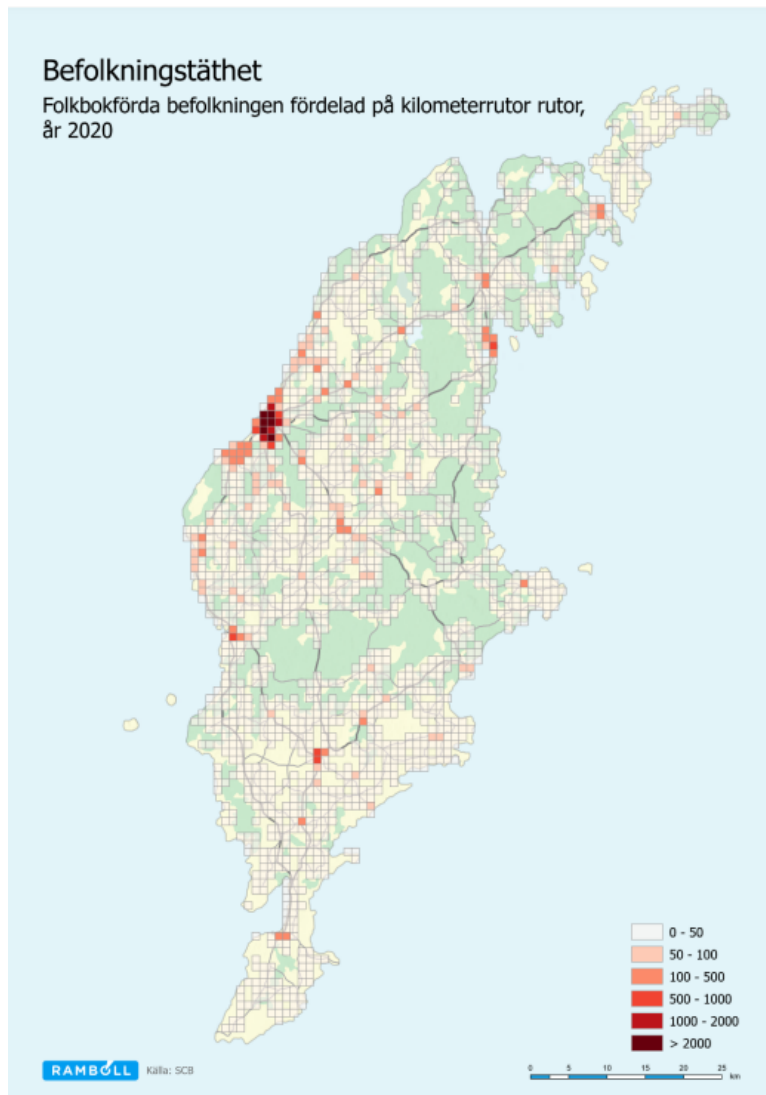 Befolkningstäthet
Folkbokförda befolkningen fördelad på kilometerrutor rutor,
år 2020
0 - 50
50 - 100
100 - 500
500 - 1000
1000 - 2000
> 2000
RAMBOLL
Källa: SCB
0 5 10 15 20 25
km